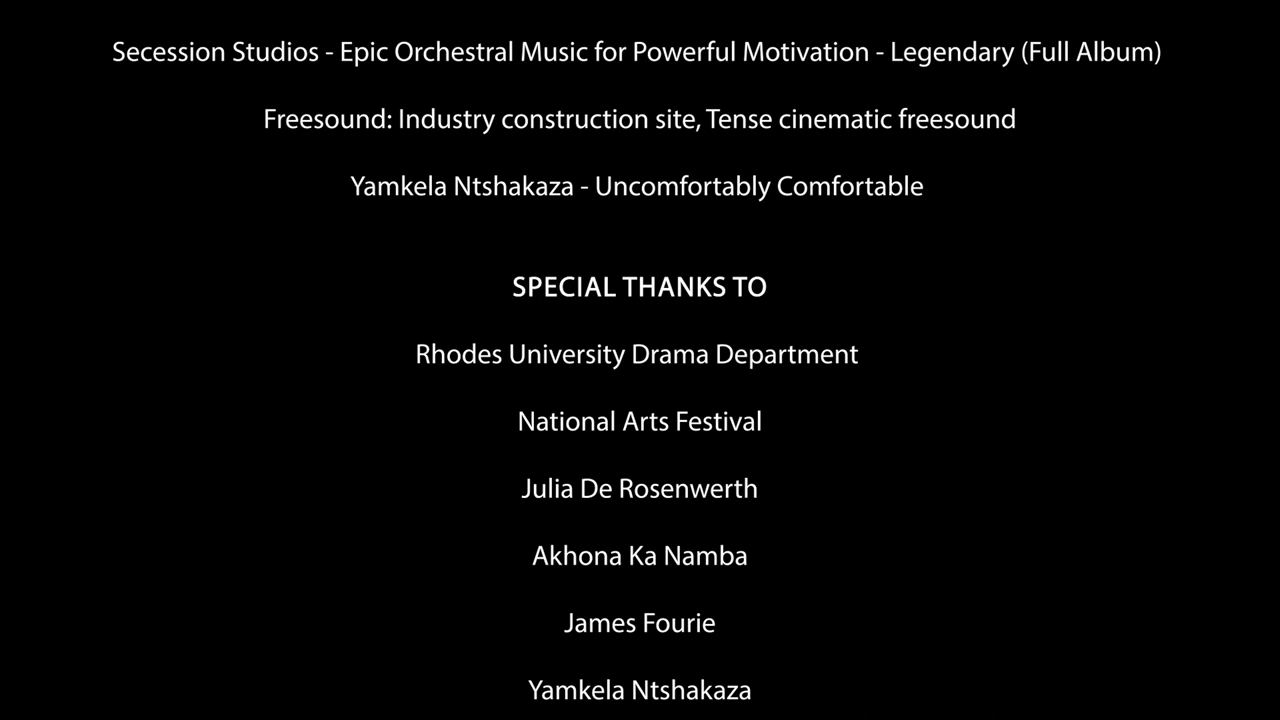 Secession Studios - Epic Orchestral Music for Powerful Motivation - Legendary (Full Album)
Freesound: Industry construction site, Tense cinematic freesound
Yamkela Ntshakaza - Uncomfortably Comfortable
SPECIAL THANKS TO
Rhodes University Drama Department
National Arts Festival
Julia De Rosenwerth
Akhona Ka Namba
James Fourie
Yamkela Ntshakaza